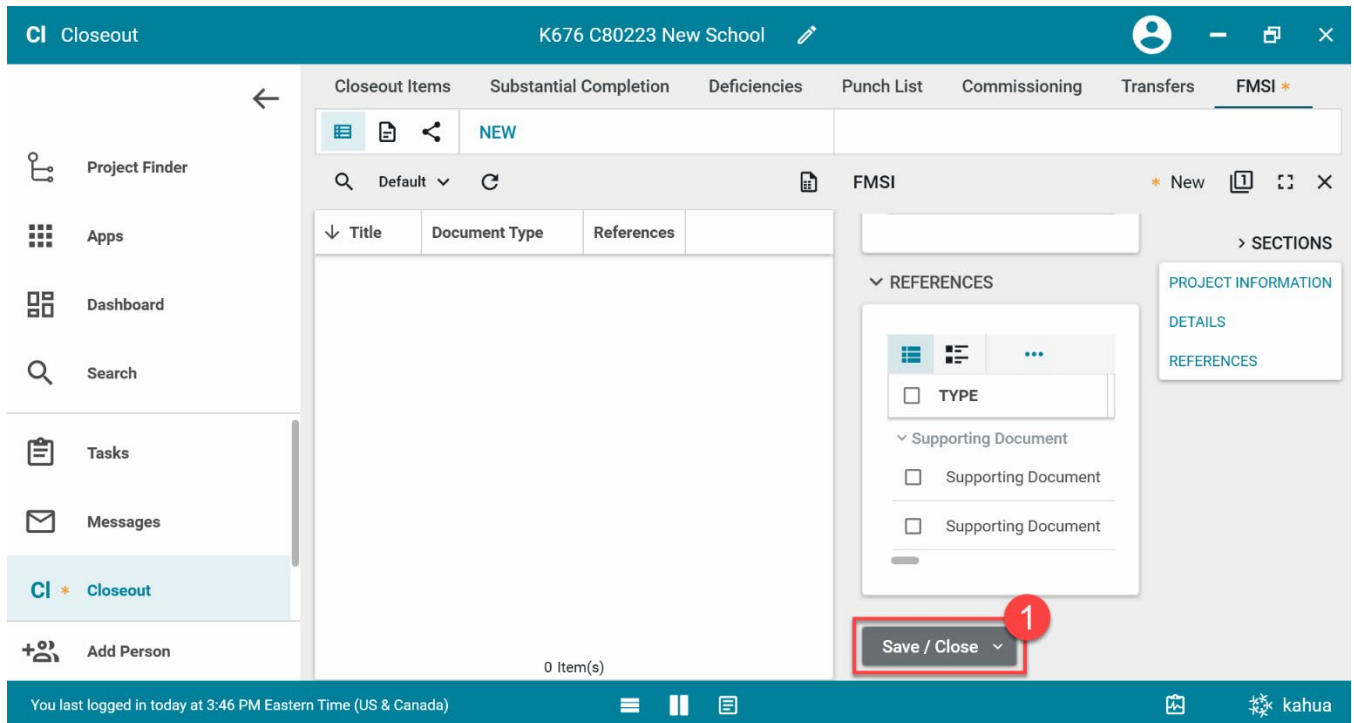 Cl Closeout
K676 C80223 New School
Closeout Items Substantial Completion Deficiencies Punch List Commissioning Transfers FMSI *
NEW
Project Finder
Apps
Dashboard
Search
Tasks
Messages
Cl * Closeout
Add Person
Default
Title Document Type References
0 Item(s)
FMSI * New
> SECTIONS
PROJECT INFORMATION
DETAILS
REFERENCES
REFERENCES
TYPE
Supporting Document
Supporting Document
Supporting Document
1
Save / Close
You last logged in today at 3:46 PM Eastern Time (US & Canada)
kahua